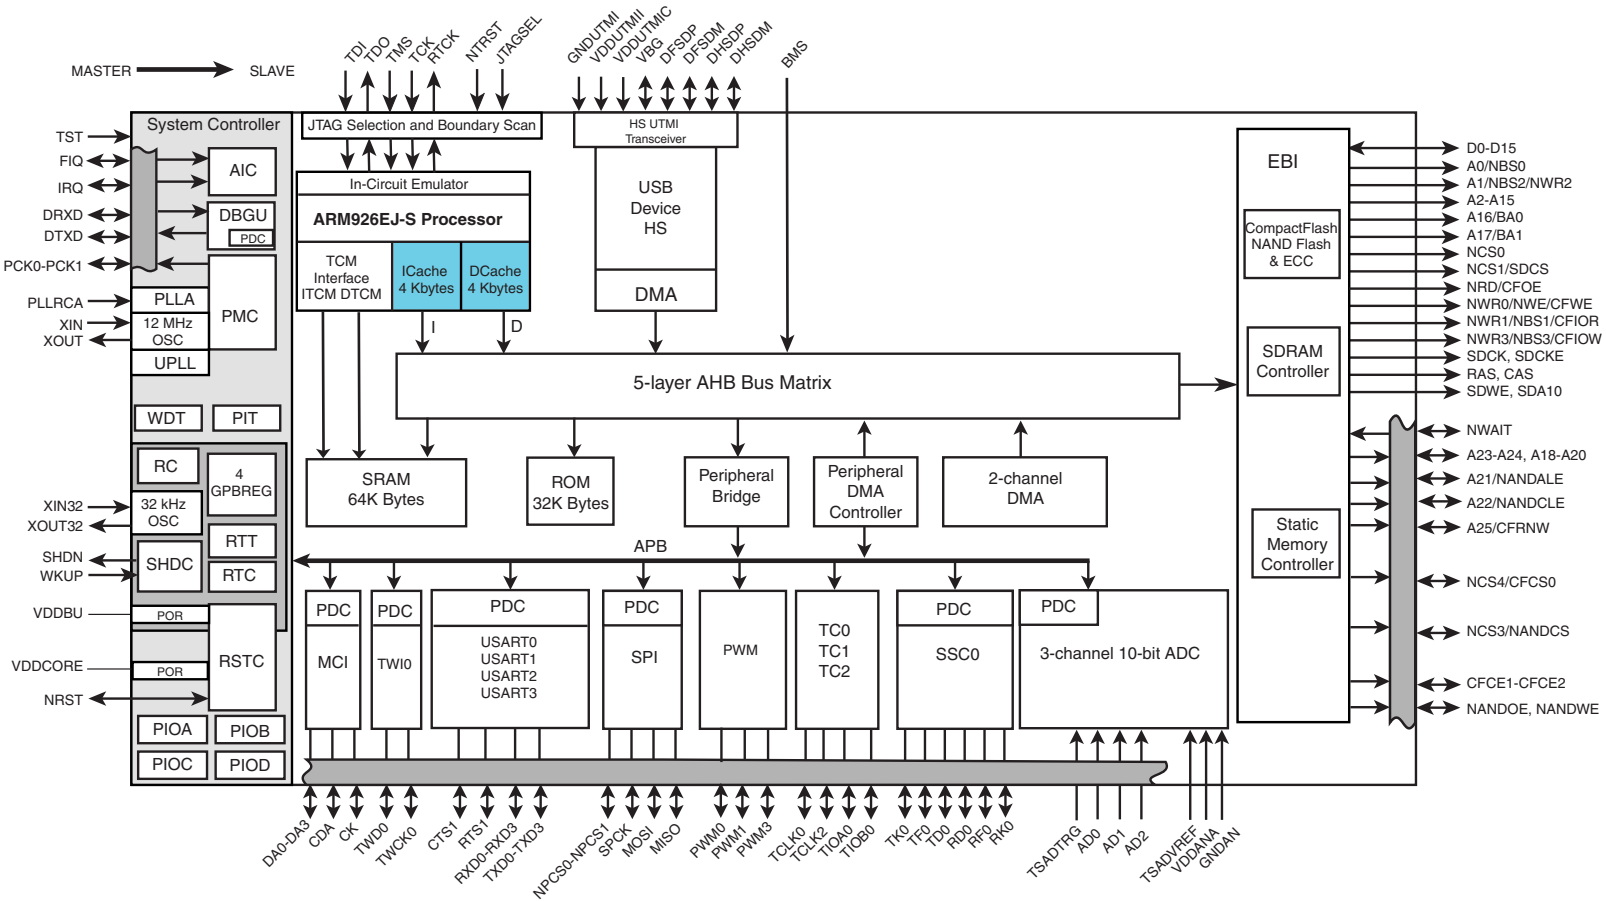 MASTER
SLAVE
TDI
TDO
TMS
TCK
RTCK
NTRST
JTAGSEL
GNDUTMI
VDDUTMII
VDDUTMIC
VBG
DFSDP
DFSDM
DHSDP
DHSDM
BMS
System Controller
TST
FIQ
IRQ
DRXD
DTXD
PCK0-PCK1
PLLRCA
XIN
XOUT
AIC
DBGU
PDC
PLLA
12 MHz
OSC
UPLL
PMC
WDT
PIT
RC
4
GPBREG
XIN32
XOUT32
32 kHz
OSC
SHDN
WKUP
SHDC
RTT
RTC
VDDBU
POR
VDDCORE
POR
NRST
RSTC
PIOA
PIOB
PIOC
PIOD
JTAG Selection and Boundary Scan
In-Circuit Emulator
ARM926EJ-S Processor
TCM
Interface
ITCM DTCM
ICache
4 Kbytes
DCache
4 Kbytes
I
D
HS UTMI
Transceiver
USB
Device
HS
DMA
5-layer AHB Bus Matrix
SRAM
64K Bytes
ROM
32K Bytes
Peripheral
Bridge
Peripheral
DMA
Controller
2-channel
DMA
APB
PDC
MCI
PDC
TWI0
PDC
USART0
USART1
USART2
USART3
PDC
SPI
PWM
TC0
TC1
TC2
PDC
SSC0
PDC
3-channel 10-bit ADC
EBI
CompactFlash
NAND Flash
& ECC
SDRAM
Controller
Static
Memory
Controller
D0-D15
A0/NBS0
A1/NBS2/NWR2
A2-A15
A16/BA0
A17/BA1
NCS0
NCS1/SDCS
NRD/CFOE
NWR0/NWE/CFWE
NWR1/NBS1/CFIOR
NWR3/NBS3/CFIOW
SDCK, SDCKE
RAS, CAS
SDWE, SDA10
NWAIT
A23-A24, A18-A20
A21/NANDALE
A22/NANDCLE
A25/CFRNW
NCS4/CFCS0
NCS3/NANDCS
CFCE1-CFCE2
NANDOE, NANDWE
DA0-DA3
CDA
CK
TWD0
TWCK0
CTS1
RTS1
RXD0-RXD3
TXD0-TXD3
NPCS0-NPCS1
SPCK
MOSI
MISO
PWM0
PWM1
PWM3
TCLK0
TCLK2
TIOA0
TIOB0
TK0
TF0
TD0
RD0
RF0
RK0
TSADTRG
AD0
AD1
AD2
TSADVREF
VDDANA
GNDAN